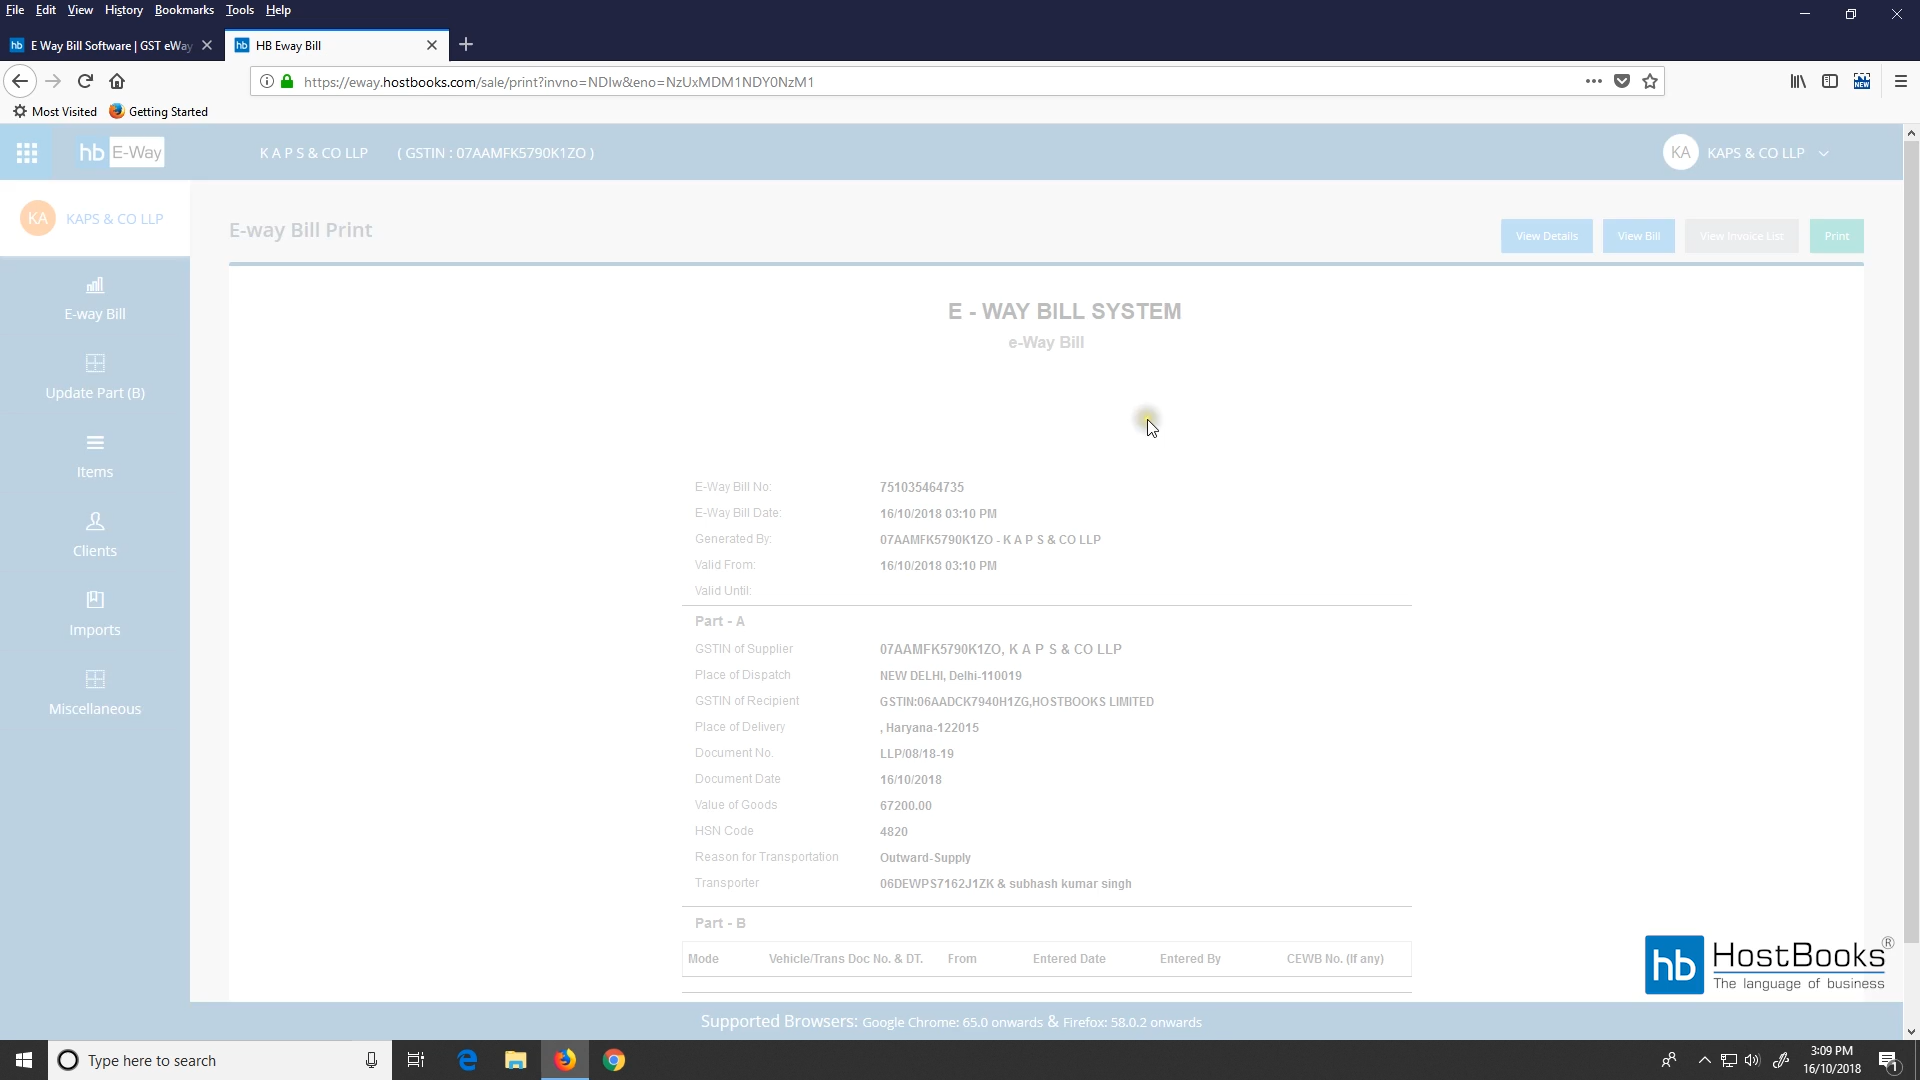 File Edit View History Bookmarks Tools Help
hb E Way Bill Software | GST eWay
hb HB Eway Bill
https://eway.hostbooks.com/sale/print?invno=NDIw&eno=NzUxMDM1NDY0NzM1
NEW
Most Visited Getting Started
hb E-Way K A P S & CO LLP ( GSTIN : 07AAMFK5790K1ZO ) KA KAPS & CO LLP
KA KAPS & CO LLP
E-way Bill
Update Part (B)
Items
Clients
Imports
Miscellaneous
E-way Bill Print View Details View Bill View Invoice List Print
E - WAY BILL SYSTEM
e-Way Bill
E-Way Bill No: 751035464735
E-Way Bill Date: 16/10/2018 03:10 PM
Generated By: 07AAMFK5790K1ZO - K A P S & CO LLP
Valid From: 16/10/2018 03:10 PM
Valid Until:
Part - A
GSTIN of Supplier 07AAMFK5790K1ZO, K A P S & CO LLP
Place of Dispatch NEW DELHI, Delhi-110019
GSTIN of Recipient GSTIN:06AADCK7940H1ZG,HOSTBOOKS LIMITED
Place of Delivery , Haryana-122015
Document No. LLP/08/18-19
Document Date 16/10/2018
Value of Goods 67200.00
HSN Code 4820
Reason for Transportation Outward-Supply
Transporter 06DEWPS7162J1ZK & subhash kumar singh
Part - B
Mode Vehicle/Trans Doc No. & DT. From Entered Date Entered By CEWB No. (If any)
hb HostBooks®
The language of business
Supported Browsers: Google Chrome: 65.0 onwards & Firefox: 58.0.2 onwards
Type here to search
3:09 PM
16/10/2018
1